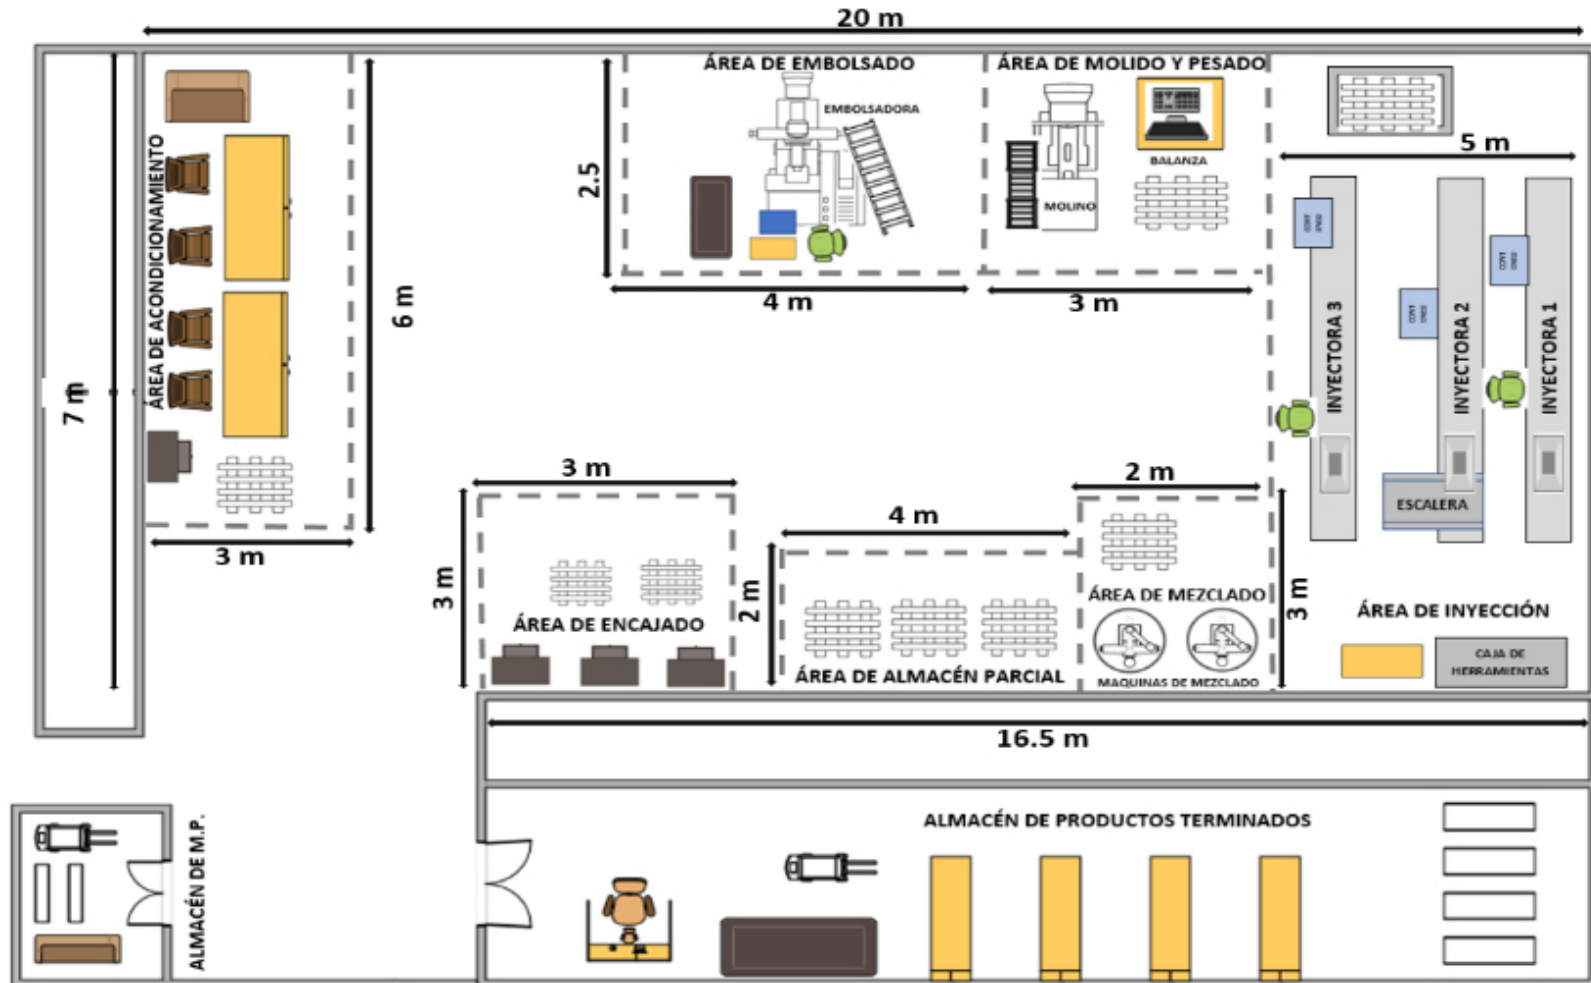 20 m
ÁREA DE EMBOLSADO
ÁREA DE MOLIDO Y PESADO
EMBOLSADORA
BALANZA
MOLINO
2.5
4 m
3 m
5 m
INYECTORA 3
INYECTORA 2
INYECTORA 1
ESCALERA
ÁREA DE ACONDICIONAMIENTO
6 m
7 m
3 m
3 m
3 m
ÁREA DE ENCAJADO
4 m
2 m
ÁREA DE ALMACÉN PARCIAL
2 m
ÁREA DE MEZCLADO
MAQUINAS DE MEZCLADO
3 m
ÁREA DE INYECCIÓN
CAJA DE
HERRAMIENTAS
16.5 m
ALMACÉN DE M.P.
ALMACÉN DE PRODUCTOS TERMINADOS